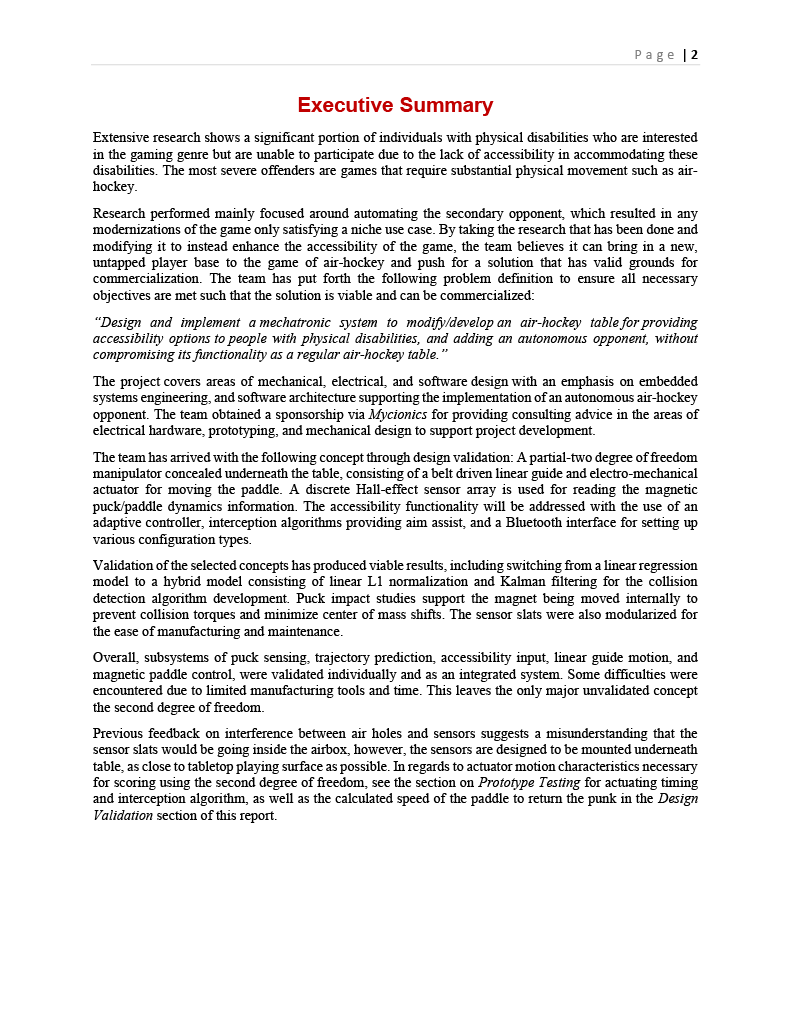 Page | 2
Executive Summary
Extensive research shows a significant portion of individuals with physical disabilities who are interested
in the gaming genre but are unable to participate due to the lack of accessibility in accommodating these
disabilities. The most severe offenders are games that require substantial physical movement such as air-
hockey.
Research performed mainly focused around automating the secondary opponent, which resulted in any
modernizations of the game only satisfying a niche use case. By taking the research that has been done and
modifying it to instead enhance the accessibility of the game, the team believes it can bring in a new,
untapped player base to the game of air-hockey and push for a solution that has valid grounds for
commercialization. The team has put forth the following problem definition to ensure all necessary
objectives are met such that the solution is viable and can be commercialized:
“Design and implement a mechatronic system to modify/develop an air-hockey table for providing
accessibility options to people with physical disabilities, and adding an autonomous opponent, without
compromising its functionality as a regular air-hockey table.”
The project covers areas of mechanical, electrical, and software design with an emphasis on embedded
systems engineering, and software architecture supporting the implementation of an autonomous air-hockey
opponent. The team obtained a sponsorship via Mycionics for providing consulting advice in the areas of
electrical hardware, prototyping, and mechanical design to support project development.
The team has arrived with the following concept through design validation: A partial-two degree of freedom
manipulator concealed underneath the table, consisting of a belt driven linear guide and electro-mechanical
actuator for moving the paddle. A discrete Hall-effect sensor array is used for reading the magnetic
puck/paddle dynamics information. The accessibility functionality will be addressed with the use of an
adaptive controller, interception algorithms providing aim assist, and a Bluetooth interface for setting up
various configuration types.
Validation of the selected concepts has produced viable results, including switching from a linear regression
model to a hybrid model consisting of linear L1 normalization and Kalman filtering for the collision
detection algorithm development. Puck impact studies support the magnet being moved internally to
prevent collision torques and minimize center of mass shifts. The sensor slats were also modularized for
the ease of manufacturing and maintenance.
Overall, subsystems of puck sensing, trajectory prediction, accessibility input, linear guide motion, and
magnetic paddle control, were validated individually and as an integrated system. Some difficulties were
encountered due to limited manufacturing tools and time. This leaves the only major unvalidated concept
the second degree of freedom.
Previous feedback on interference between air holes and sensors suggests a misunderstanding that the
sensor slats would be going inside the airbox, however, the sensors are designed to be mounted underneath
table, as close to tabletop playing surface as possible. In regards to actuator motion characteristics necessary
for scoring using the second degree of freedom, see the section on Prototype Testing for actuating timing
and interception algorithm, as well as the calculated speed of the paddle to return the punk in the Design
Validation section of this report.